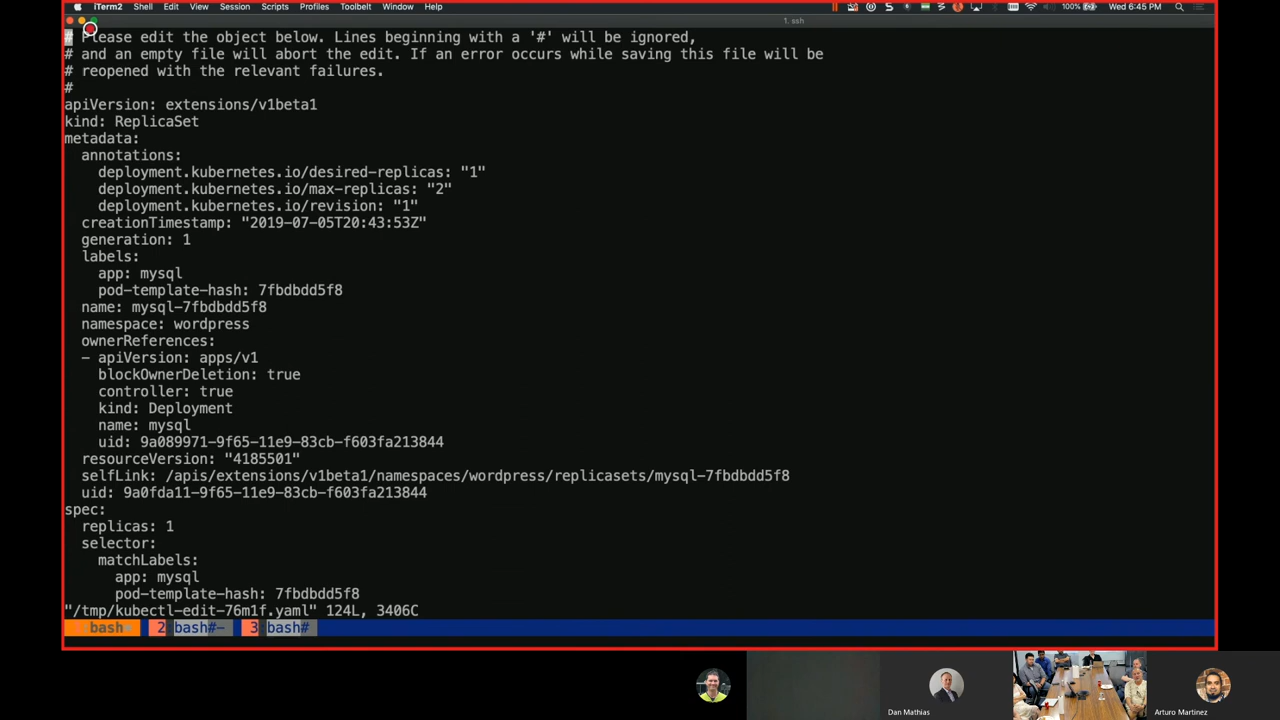 iTerm2 Shell Edit View Session Scripts Profiles Toolbelt Window Help 100% Wed 6:45 PM
1. ssh
# Please edit the object below. Lines beginning with a '#' will be ignored,
# and an empty file will abort the edit. If an error occurs while saving this file will be
# reopened with the relevant failures.
#
apiVersion: extensions/v1beta1
kind: ReplicaSet
metadata:
  annotations:
    deployment.kubernetes.io/desired-replicas: "1"
    deployment.kubernetes.io/max-replicas: "2"
    deployment.kubernetes.io/revision: "1"
  creationTimestamp: "2019-07-05T20:43:53Z"
  generation: 1
  labels:
    app: mysql
    pod-template-hash: 7fbdbdd5f8
  name: mysql-7fbdbdd5f8
  namespace: wordpress
  ownerReferences:
  - apiVersion: apps/v1
    blockOwnerDeletion: true
    controller: true
    kind: Deployment
    name: mysql
    uid: 9a089971-9f65-11e9-83cb-f603fa213844
  resourceVersion: "4185501"
  selfLink: /apis/extensions/v1beta1/namespaces/wordpress/replicasets/mysql-7fbdbdd5f8
  uid: 9a0fda11-9f65-11e9-83cb-f603fa213844
spec:
  replicas: 1
  selector:
    matchLabels:
      app: mysql
      pod-template-hash: 7fbdbdd5f8
"/tmp/kubectl-edit-76m1f.yaml" 124L, 3406C
bash 2 bash#- 3 bash#
Dan Mathias
Arturo Martinez